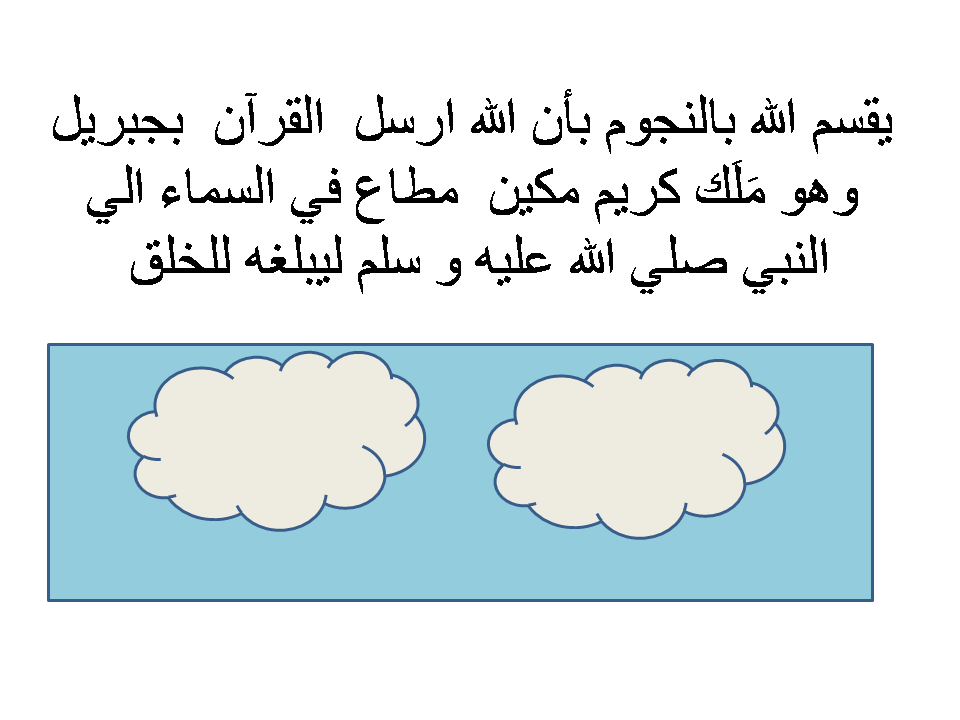 يقسم الله بالنجوم بأن الله ارسل القرآن بجبريل
وهو مَلَك كريم مكين مطاع في السماء الي
النبي صلي الله عليه و سلم ليبلغه للخلق